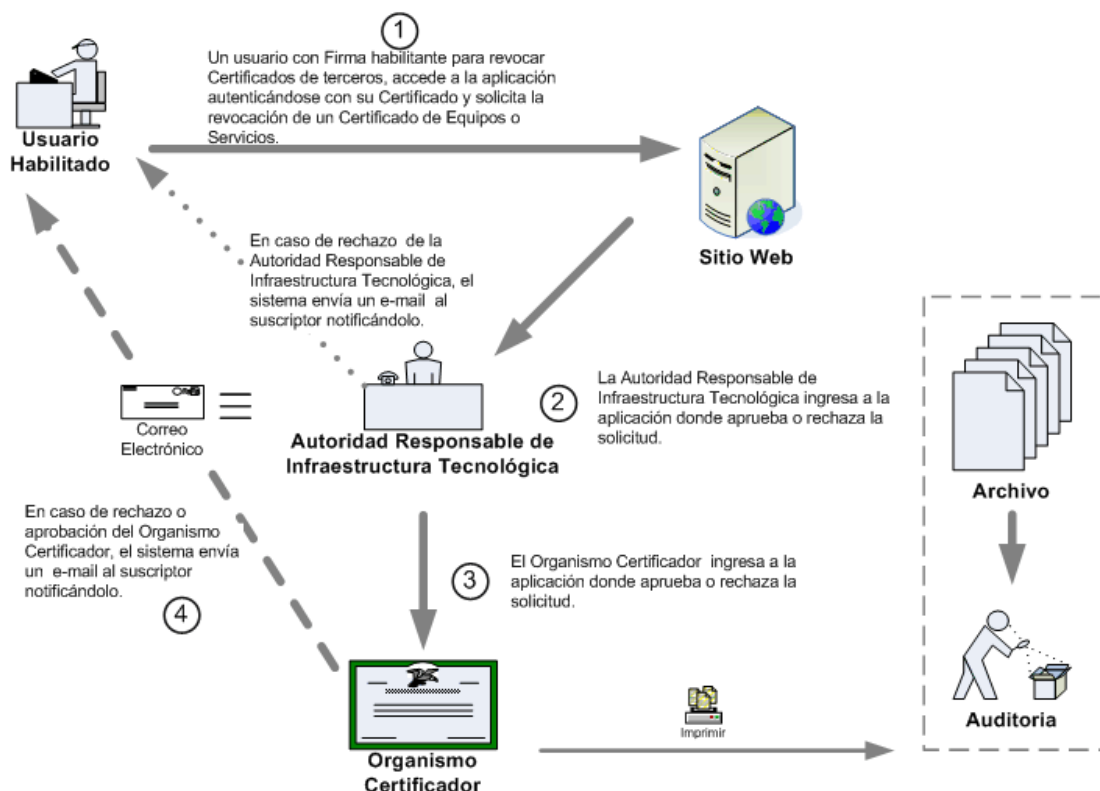 1
Un usuario con Firma habilitante para revocar
Certificados de terceros, accede a la aplicación
autenticándose con su Certificado y solicita la
revocación de un Certificado de Equipos o
Servicios.
Usuario
Habilitado
Sitio Web
En caso de rechazo de la
Autoridad Responsable de
Infraestructura Tecnológica, el
sistema envía un e-mail al
suscriptor notificándolo.
2
La Autoridad Responsable de
Infraestructura Tecnológica ingresa a la
aplicación donde aprueba o rechaza la
solicitud.
Autoridad Responsable de
Infraestructura Tecnológica
Correo
Electrónico
Archivo
En caso de rechazo o
aprobación del Organismo
Certificador, el sistema envía
un e-mail al suscriptor
notificándolo.
4
3
El Organismo Certificador ingresa a la
aplicación donde aprueba o rechaza la
solicitud.
Imprimir
Auditoria
Organismo
Certificador